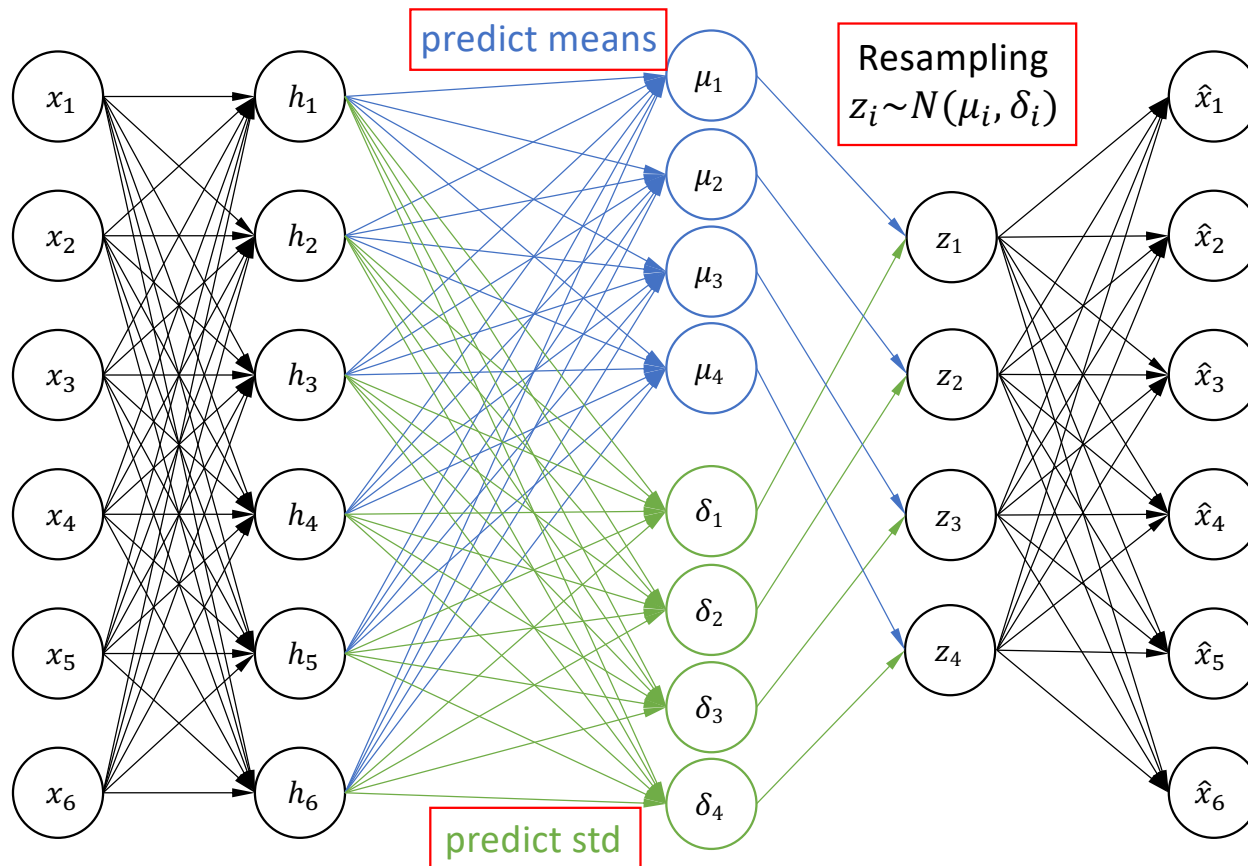 predict means
Resampling
z_i~N(μ_i, δ_i)
x_1
x_2
x_3
x_4
x_5
x_6
h_1
h_2
h_3
h_4
h_5
h_6
μ_1
μ_2
μ_3
μ_4
δ_1
δ_2
δ_3
δ_4
z_1
z_2
z_3
z_4
x̂_1
x̂_2
x̂_3
x̂_4
x̂_5
x̂_6
predict std